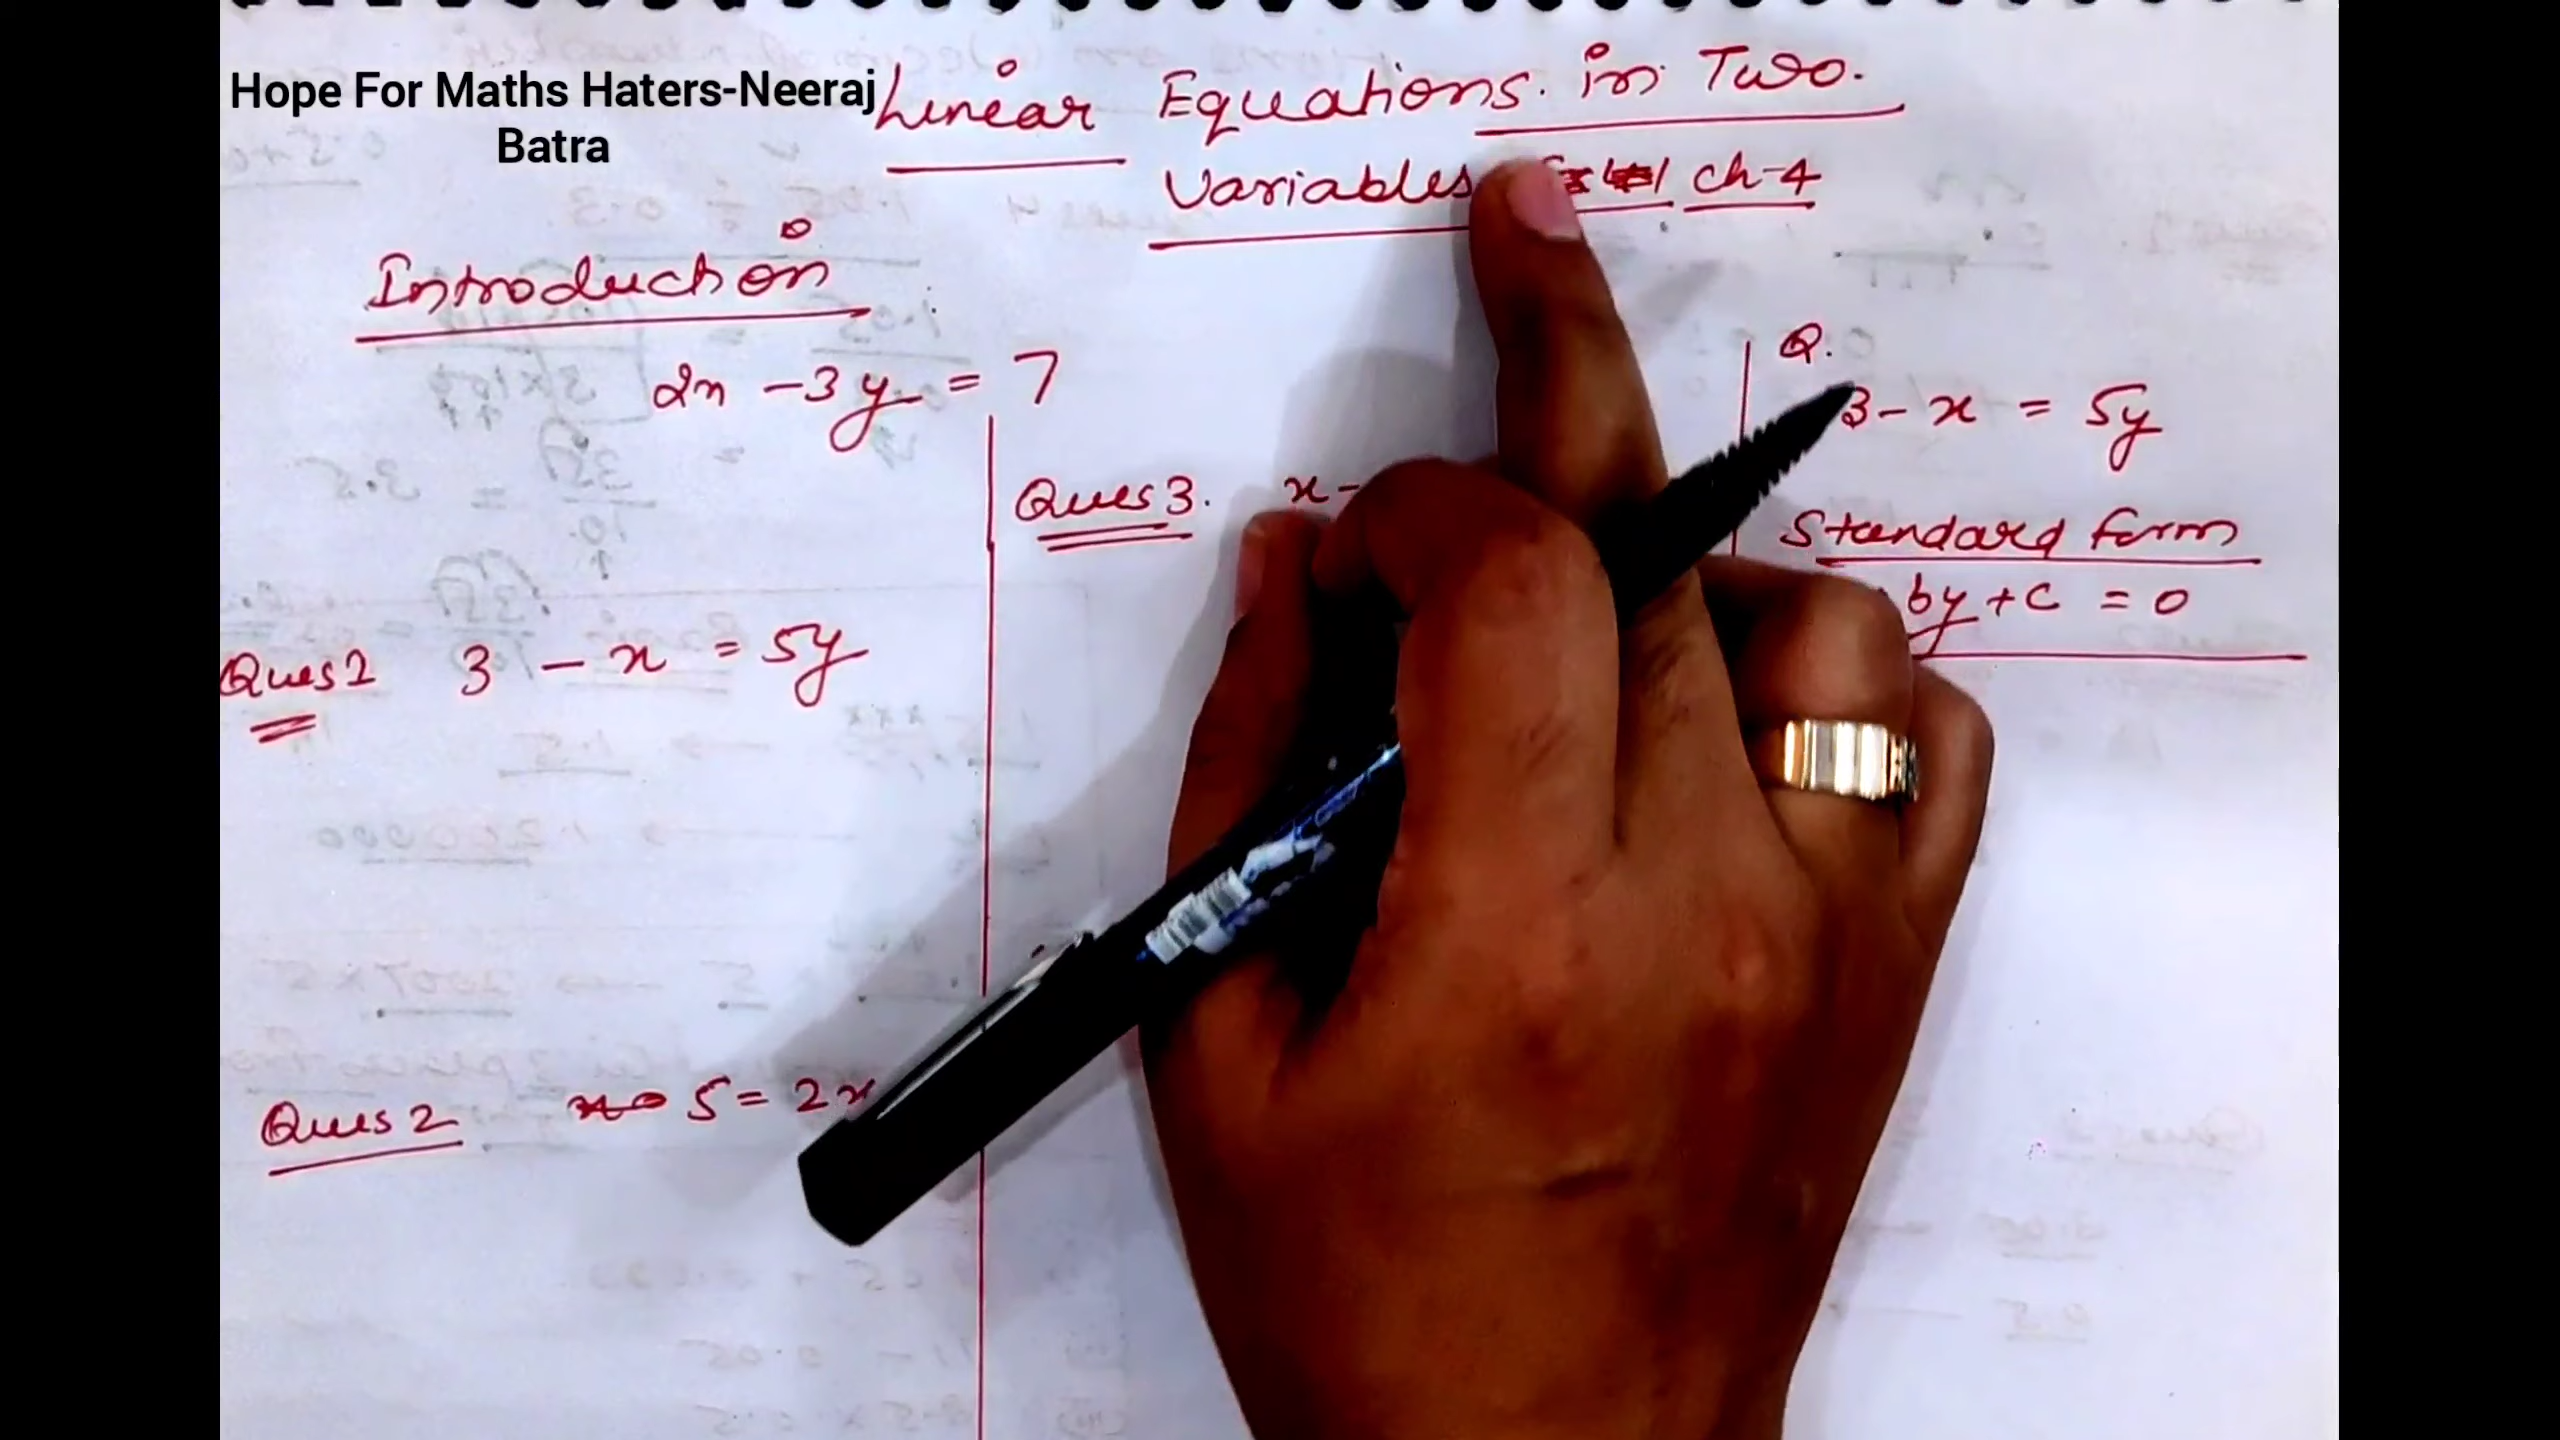 Hope For Maths Haters-Neeraj
Batra
Linear Equations in Two
Variables ch-4
Introduction
2x - 3y = 7
Ques 1 3 - x = 5y
Ques 2 5 = 2x
Ques 3. x -
Q.
3 - x = 5y
Standard form
by + c = 0